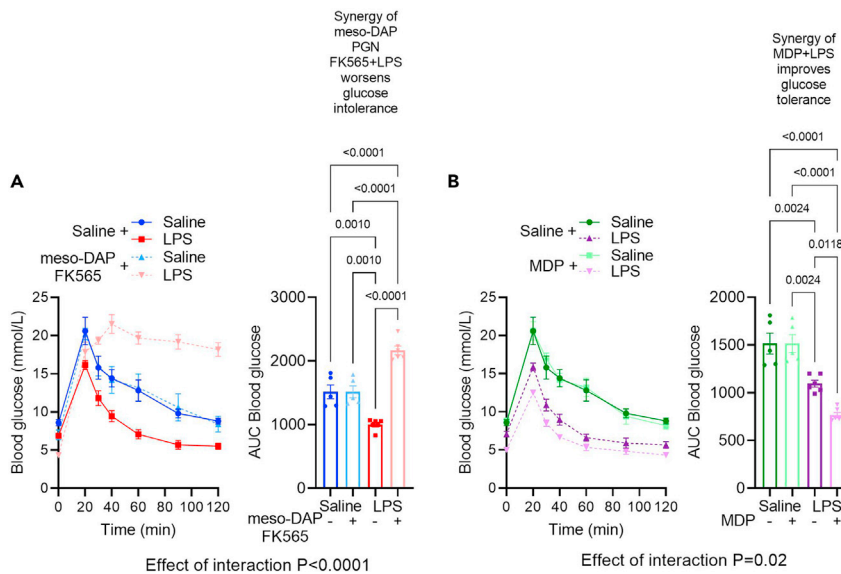 Synergy of
meso-DAP
PGN
FK565+LPS
worsens
glucose
intolerance
<0.0001
<0.0001
0.0010
0.0010
<0.0001
A
Saline + Saline
LPS
meso-DAP + Saline
FK565 LPS
Blood glucose (mmol/L)
25
20
15
10
5
0
0 20 40 60 80 100 120
Time (min)
AUC Blood glucose
3000
2000
1000
0
Saline LPS
meso-DAP - + - +
FK565
Effect of interaction P<0.0001
Synergy of
MDP+LPS
improves
glucose
tolerance
<0.0001
<0.0001
0.0024
0.0118
0.0024
B
Saline + Saline
LPS
MDP + Saline
LPS
Blood glucose (mmol/L)
25
20
15
10
5
0
0 20 40 60 80 100 120
Time (min)
AUC Blood glucose
2000
1500
1000
500
0
Saline LPS
MDP - + - +
Effect of interaction P=0.02